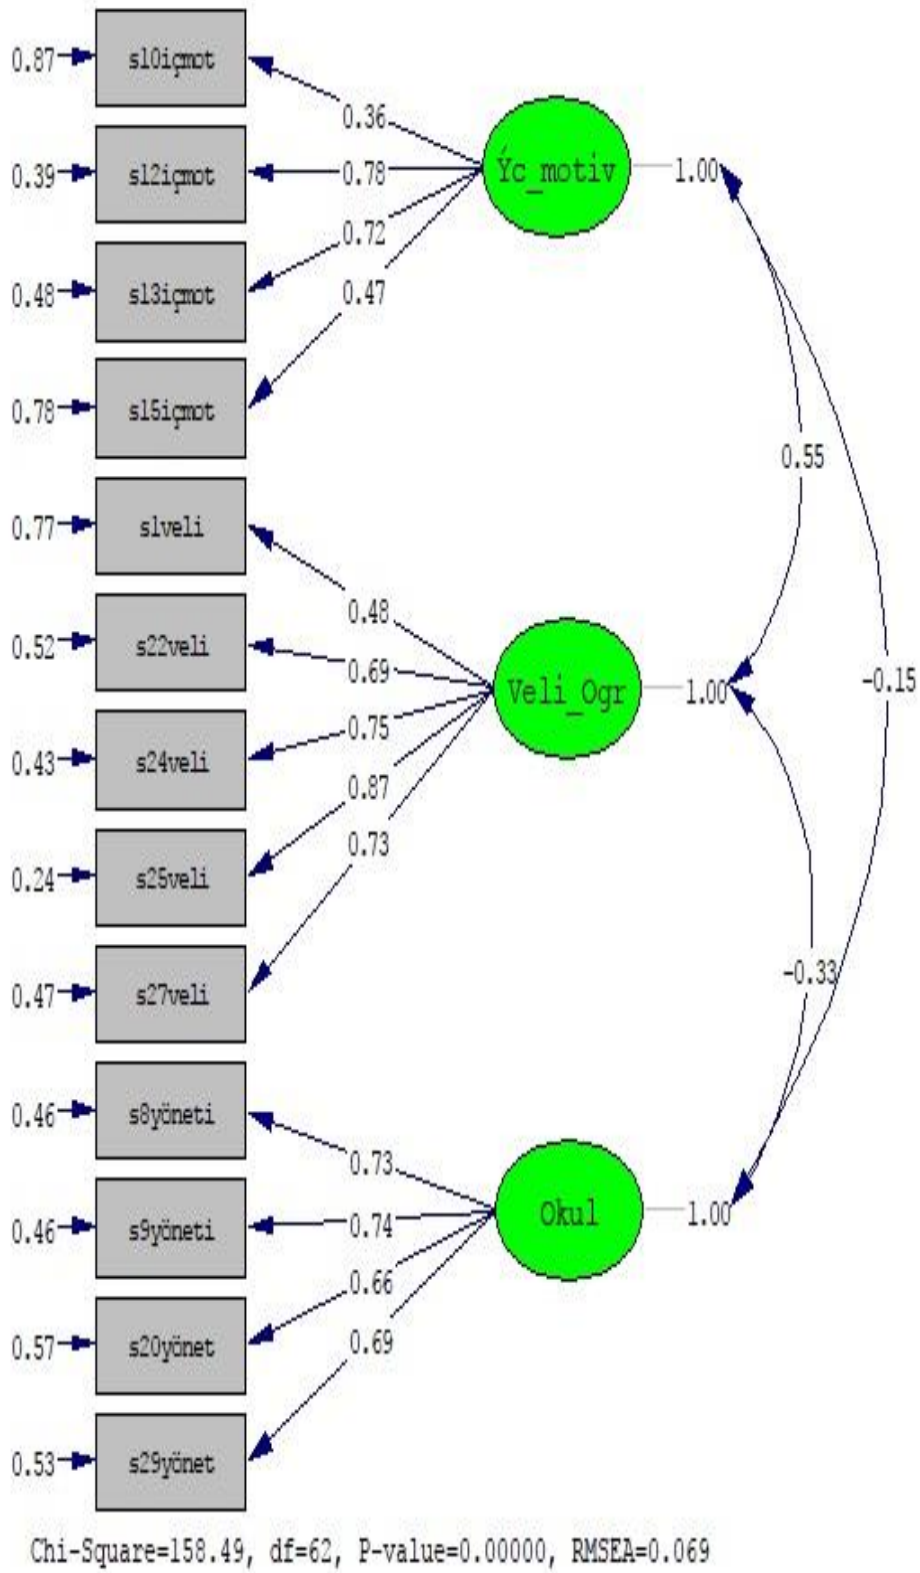 0.87
s10içmot
0.36
0.39
s12içmot
0.78
Ýc_motiv
1.00
0.72
0.48
s13içmot
0.47
0.78
s15içmot
0.55
0.77
s1veli
0.48
0.52
s22veli
0.69
Veli_Ogr
1.00
-0.15
0.75
0.43
s24veli
0.87
0.73
0.24
s25veli
0.47
s27veli
-0.33
0.46
s8yöneti
0.73
0.46
s9yöneti
0.74
Okul
1.00
0.66
0.57
s20yönet
0.69
0.53
s29yönet
Chi-Square=158.49, df=62, P-value=0.00000, RMSEA=0.069